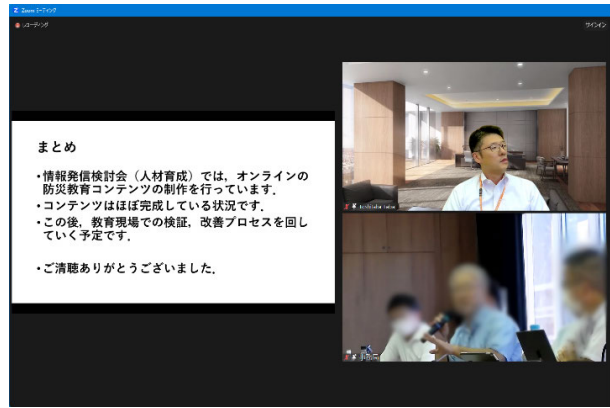 Zoom ミーティング
レコーディング
サインイン
まとめ
・情報発信検討会（人材育成）では，オンラインの
防災教育コンテンツの制作を行っています．
・コンテンツはほぼ完成している状況です．
・この後，教育現場での検証，改善プロセスを回し
ていく予定です．
・ご清聴ありがとうございました．